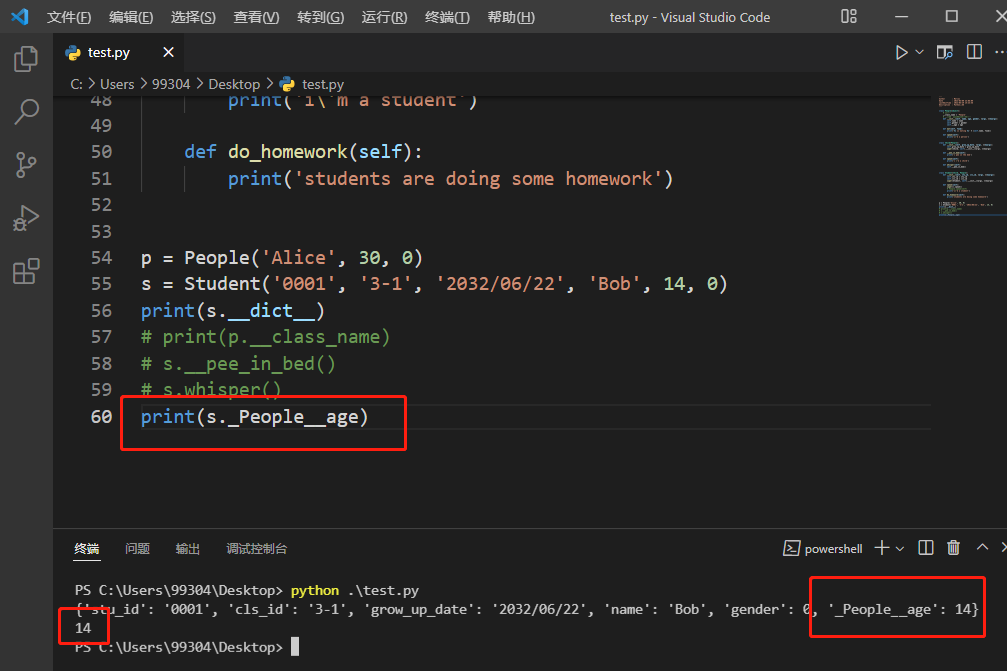 文件(F) 编辑(E) 选择(S) 查看(V) 转到(G) 运行(R) 终端(T) 帮助(H) test.py - Visual Studio Code
test.py
C: > Users > 99304 > Desktop > test.py
48 print('i\'m a student')
49
50 def do_homework(self):
51 print('students are doing some homework')
52
53
54 p = People('Alice', 30, 0)
55 s = Student('0001', '3-1', '2032/06/22', 'Bob', 14, 0)
56 print(s.__dict__)
57 # print(p.__class_name)
58 # s.__pee_in_bed()
59 # s.whisper()
60 print(s._People__age)
终端 问题 输出 调试控制台 powershell
PS C:\Users\99304\Desktop> python .\test.py
{'stu_id': '0001', 'cls_id': '3-1', 'grow_up_date': '2032/06/22', 'name': 'Bob', 'gender': 0, '_People__age': 14}
14
PS C:\Users\99304\Desktop>